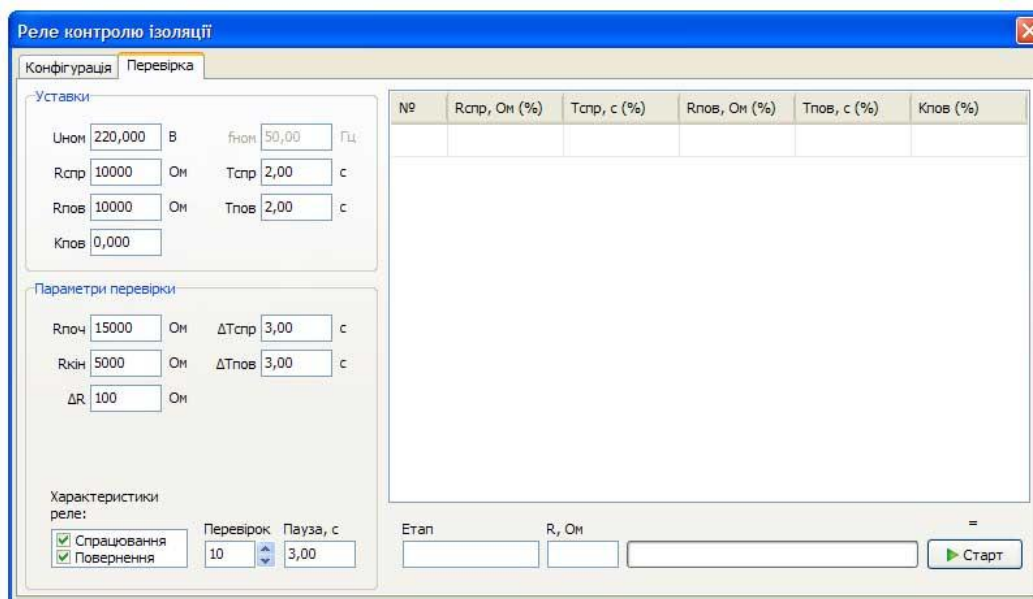 Реле контролю ізоляції
Конфігурація Перевірка
Уставки
Uном 220,000 В fном 50,00 Гц
Rспр 10000 Ом Tспр 2,00 с
Rпов 10000 Ом Tпов 2,00 с
Kпов 0,000
Параметри перевірки
Rпоч 15000 Ом ΔTспр 3,00 с
Rкін 5000 Ом ΔTпов 3,00 с
ΔR 100 Ом
Характеристики
реле:
Спрацювання
Повернення
Перевірок Пауза, с
10 3,00
№ Rспр, Ом (%) Tспр, с (%) Rпов, Ом (%) Tпов, с (%) Kпов (%)
Етап R, Ом =
Старт